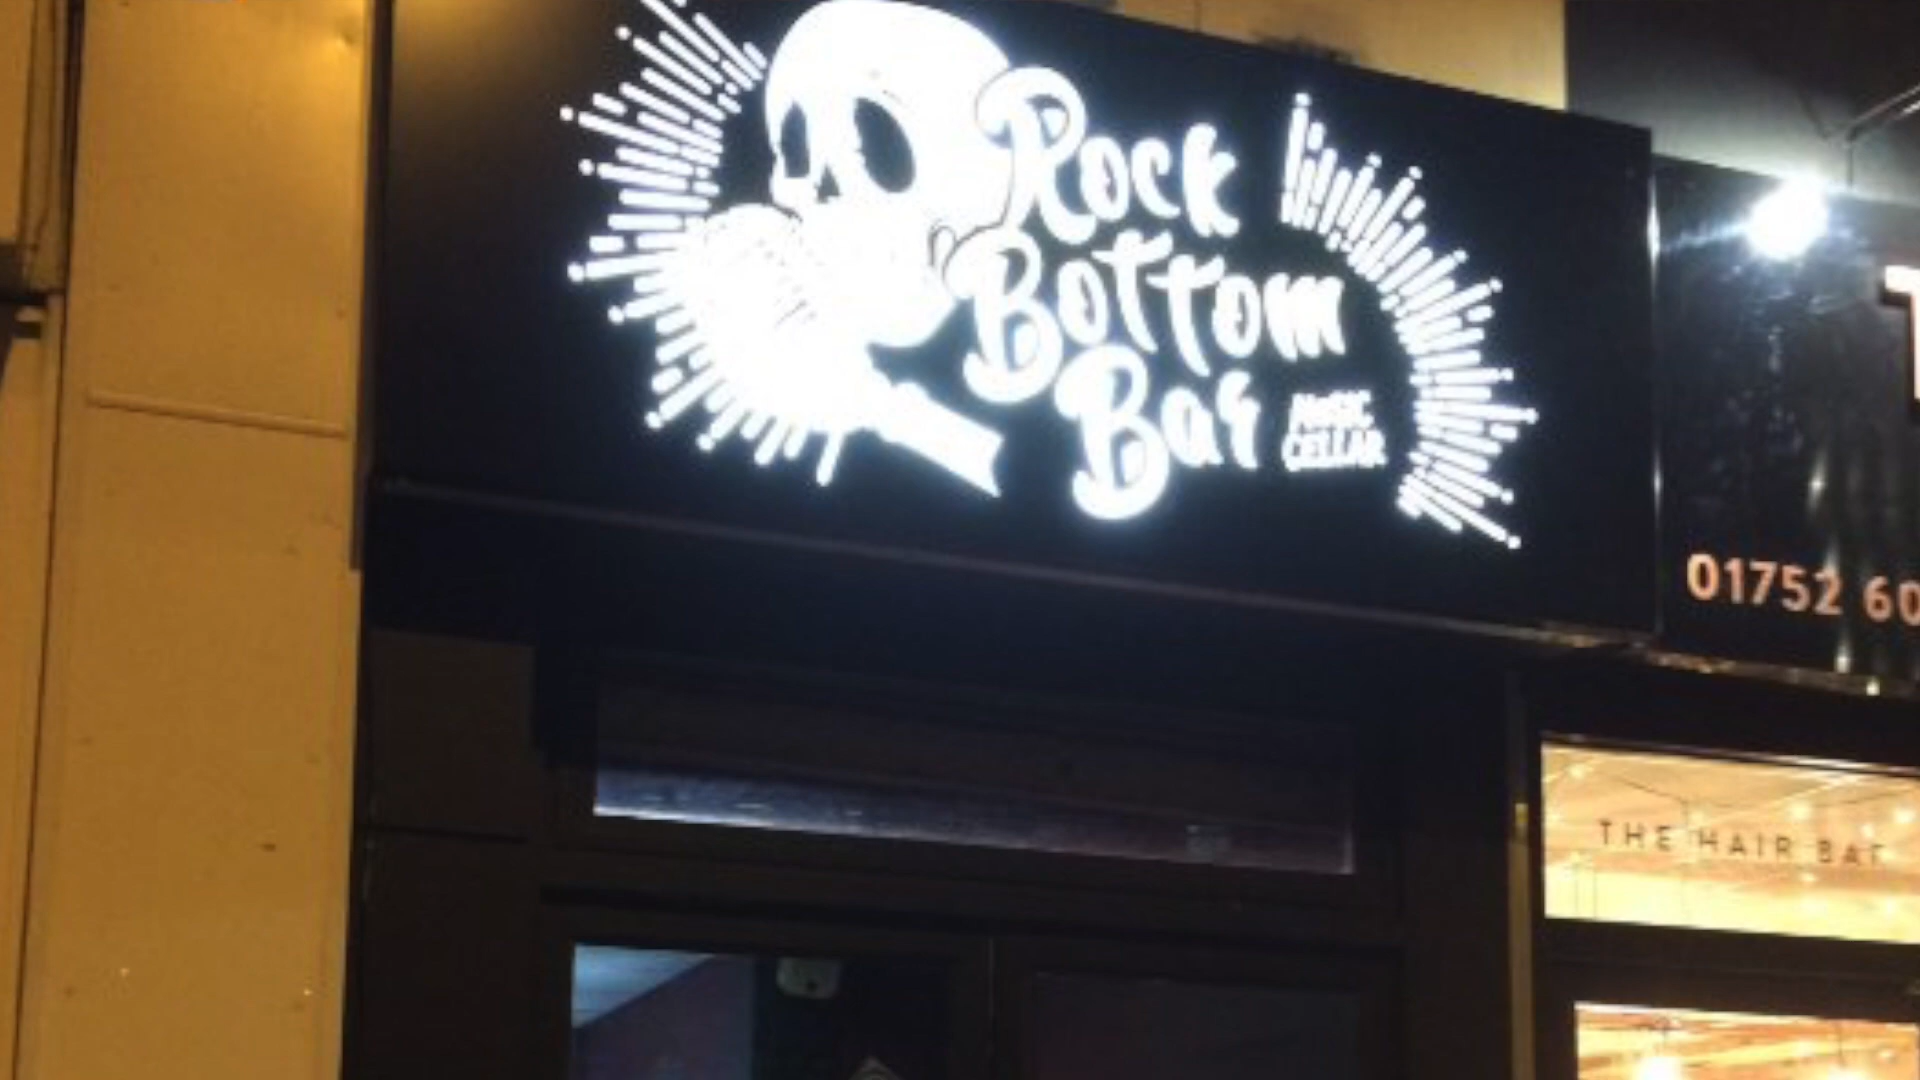 Rock
Bottom
Bar
MUSIC
CELLAR
01752 60
THE HAIR BAR